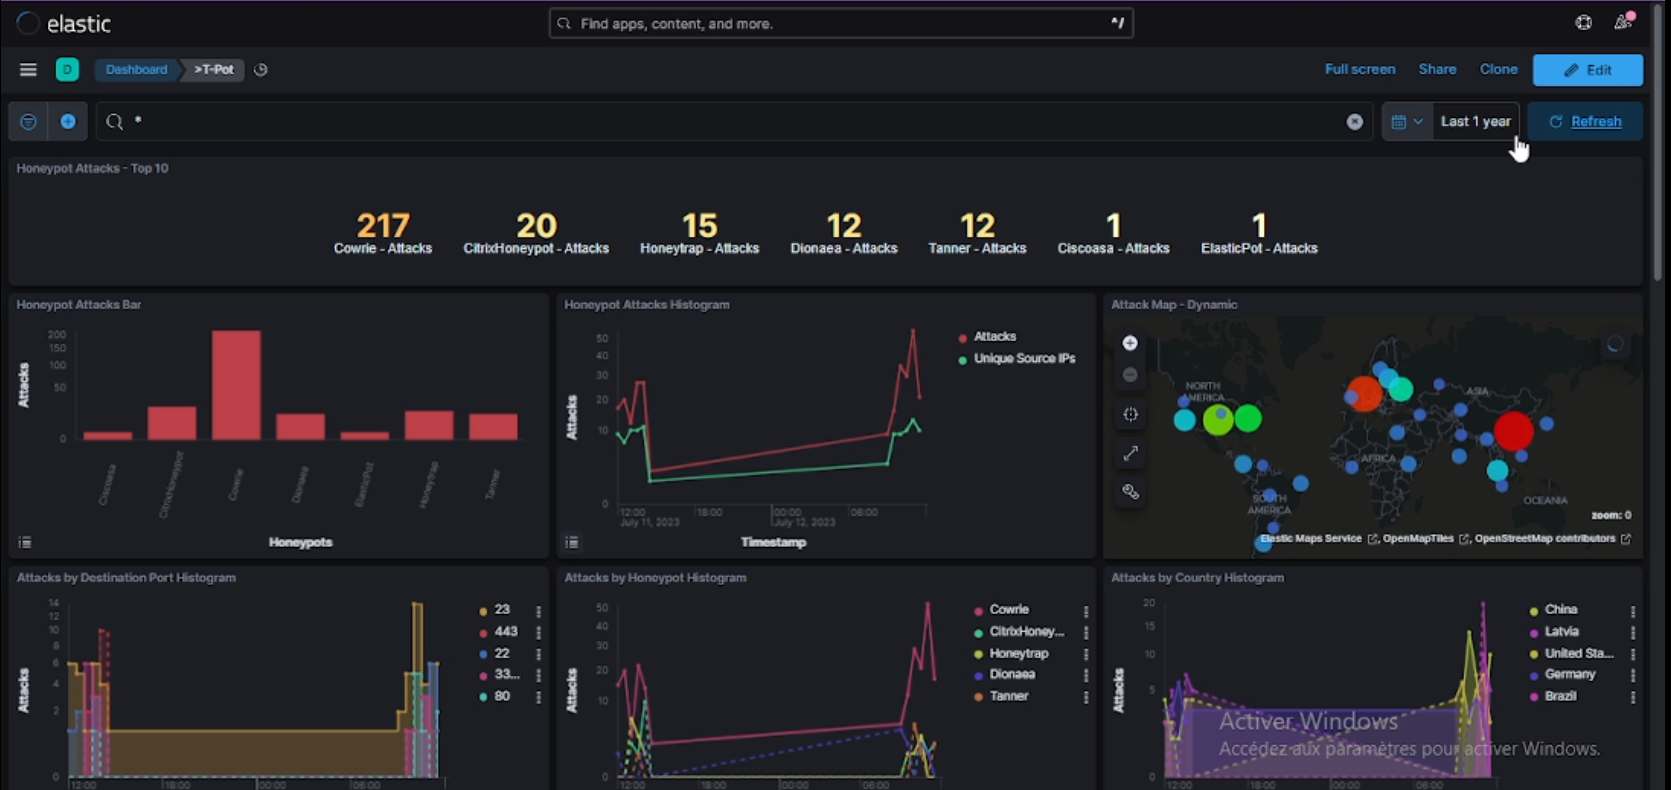 elastic
Find apps, content, and more.
^/
D
Dashboard
>T-Pot
Full screen
Share
Clone
Edit
*
Last 1 year
Refresh
Honeypot Attacks - Top 10
217
20
15
12
12
1
1
Cowrie - Attacks
CitrixHoneypot - Attacks
Honeytrap - Attacks
Dionaea - Attacks
Tanner - Attacks
Ciscoasa - Attacks
ElasticPot - Attacks
Honeypot Attacks Bar
Attacks
200
150
100
50
0
Ciscoasa
CitrixHoneypot
Cowrie
Dionaea
ElasticPot
Honeytrap
Tanner
Honeypots
Honeypot Attacks Histogram
Attacks
50
40
30
20
10
0
12:00
July 11, 2023
18:00
00:00
July 12, 2023
06:00
Timestamp
Attacks
Unique Source IPs
Attack Map - Dynamic
NORTH
AMERICA
ASIA
AFRICA
SOUTH
AMERICA
OCEANIA
zoom: 0
Elastic Maps Service , OpenMapTiles , OpenStreetMap contributors
Attacks by Destination Port Histogram
Attacks
14
12
10
8
6
4
2
0
12:00
18:00
00:00
06:00
23
443
22
33...
80
Attacks by Honeypot Histogram
Attacks
50
40
30
20
10
0
12:00
18:00
00:00
06:00
Cowrie
CitrixHoney...
Honeytrap
Dionaea
Tanner
Attacks by Country Histogram
Attacks
20
15
10
5
0
12:00
18:00
00:00
06:00
China
Latvia
United Sta...
Germany
Brazil
Activer Windows
Accédez aux paramètres pour activer Windows.